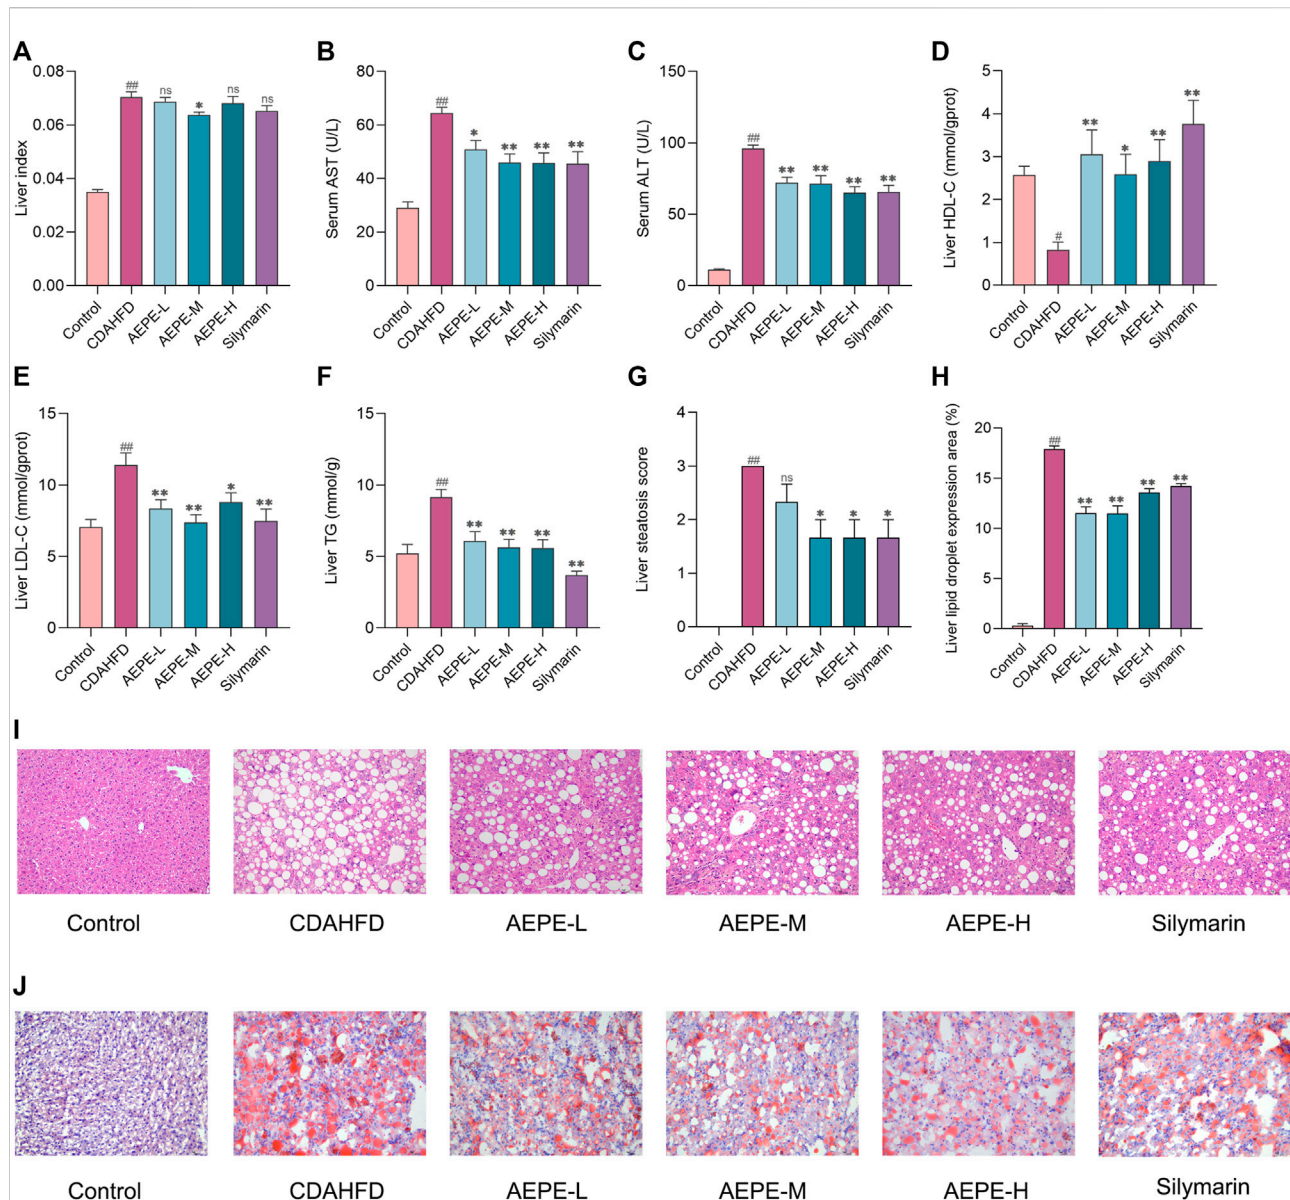 A
Liver index
0.08
0.06
0.04
0.02
0.00
##
ns
*
ns
ns
Control
CDAHFD
AEPE-L
AEPE-M
AEPE-H
Silymarin
B
Serum AST (U/L)
80
60
40
20
0
##
*
**
**
**
Control
CDAHFD
AEPE-L
AEPE-M
AEPE-H
Silymarin
C
Serum ALT (U/L)
150
100
50
0
##
**
**
**
**
Control
CDAHFD
AEPE-L
AEPE-M
AEPE-H
Silymarin
D
Liver HDL-C (mmol/gprot)
5
4
3
2
1
0
#
**
*
**
**
Control
CDAHFD
AEPE-L
AEPE-M
AEPE-H
Silymarin
E
Liver LDL-C (mmol/gprot)
15
10
5
0
##
**
**
*
**
Control
CDAHFD
AEPE-L
AEPE-M
AEPE-H
Silymarin
F
Liver TG (mmol/g)
15
10
5
0
##
**
**
**
**
Control
CDAHFD
AEPE-L
AEPE-M
AEPE-H
Silymarin
G
Liver steatosis score
4
3
2
1
0
##
ns
*
*
*
Control
CDAHFD
AEPE-L
AEPE-M
AEPE-H
Silymarin
H
Liver lipid droplet expression area (%)
20
15
10
5
0
##
**
**
**
**
Control
CDAHFD
AEPE-L
AEPE-M
AEPE-H
Silymarin
I
Control
CDAHFD
AEPE-L
AEPE-M
AEPE-H
Silymarin
J
Control
CDAHFD
AEPE-L
AEPE-M
AEPE-H
Silymarin